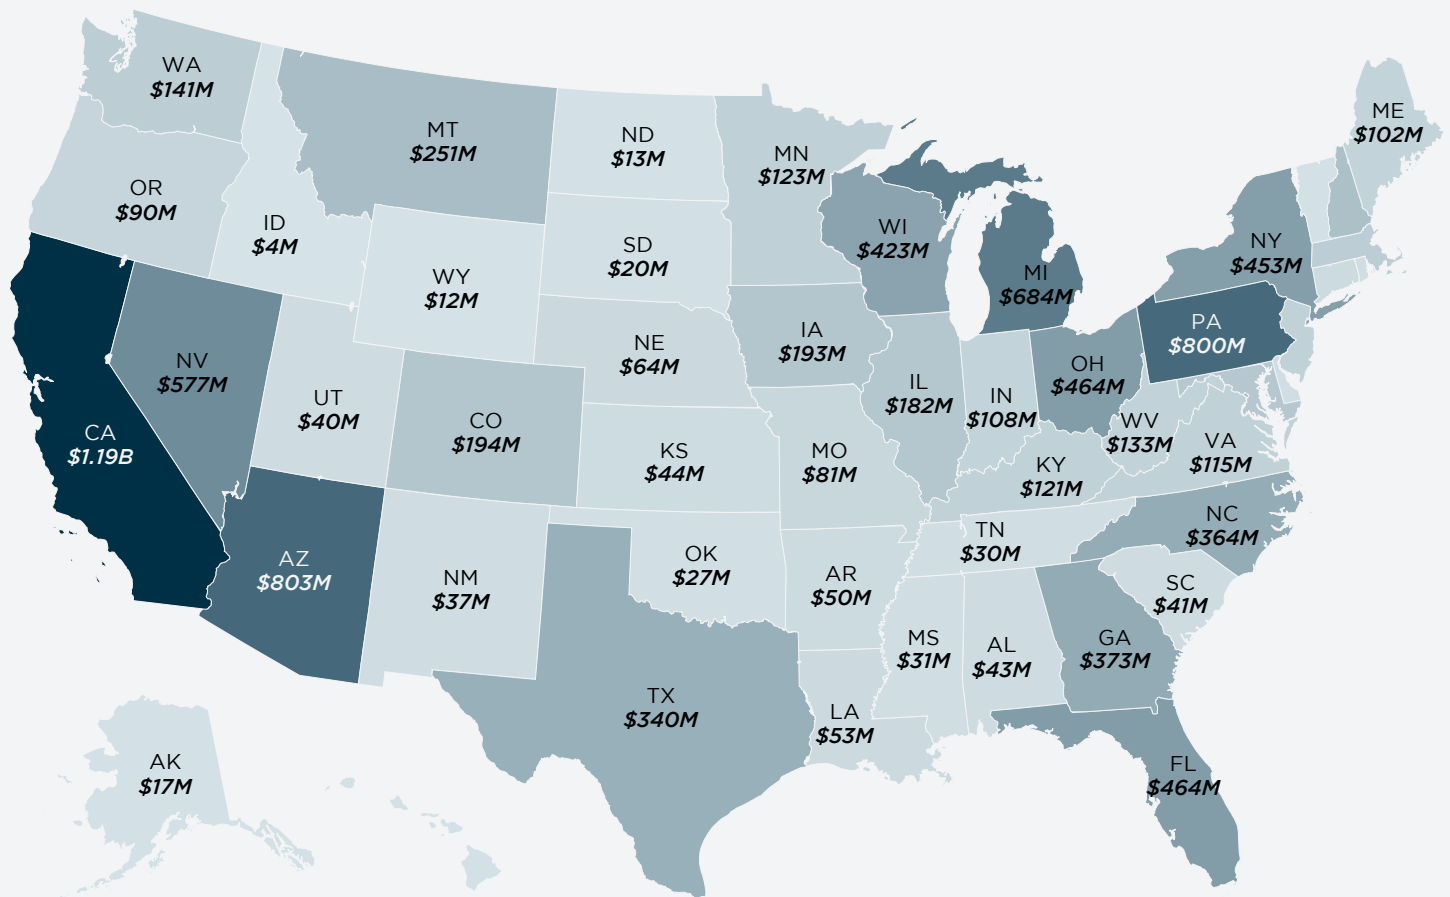 WA
$141M
MT
$251M
ND
$13M
MN
$123M
ME
$102M
OR
$90M
ID
$4M
WY
$12M
SD
$20M
WI
$423M
MI
$684M
NY
$453M
NV
$577M
UT
$40M
CO
$194M
NE
$64M
IA
$193M
IL
$182M
IN
$108M
OH
$464M
PA
$800M
CA
$1.19B
KS
$44M
MO
$81M
KY
$121M
WV
$133M
VA
$115M
AZ
$803M
NM
$37M
OK
$27M
AR
$50M
TN
$30M
NC
$364M
SC
$41M
MS
$31M
AL
$43M
GA
$373M
TX
$340M
LA
$53M
FL
$464M
AK
$17M